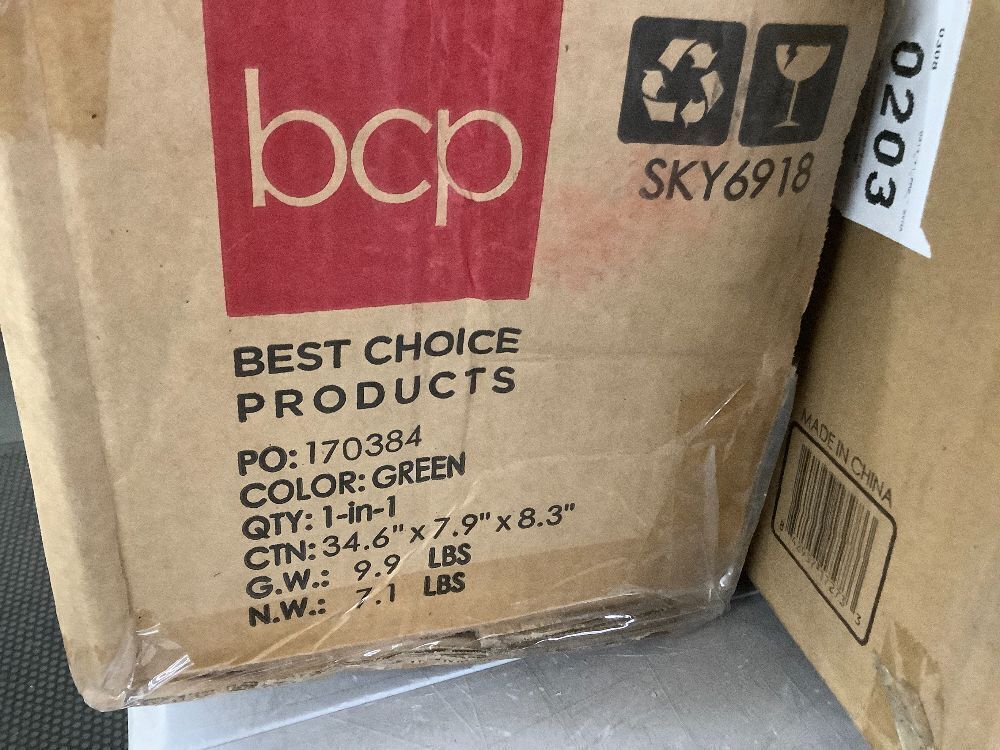 bcp
SKY6918
BEST CHOICE
PRODUCTS
PO: 170384
COLOR: GREEN
QTY: 1-in-1
CTN: 34.6" x 7.9" x 8.3"
G.W.: 9.9 LBS
N.W.: 7.1 LBS
0308
0203
MADE IN CHINA